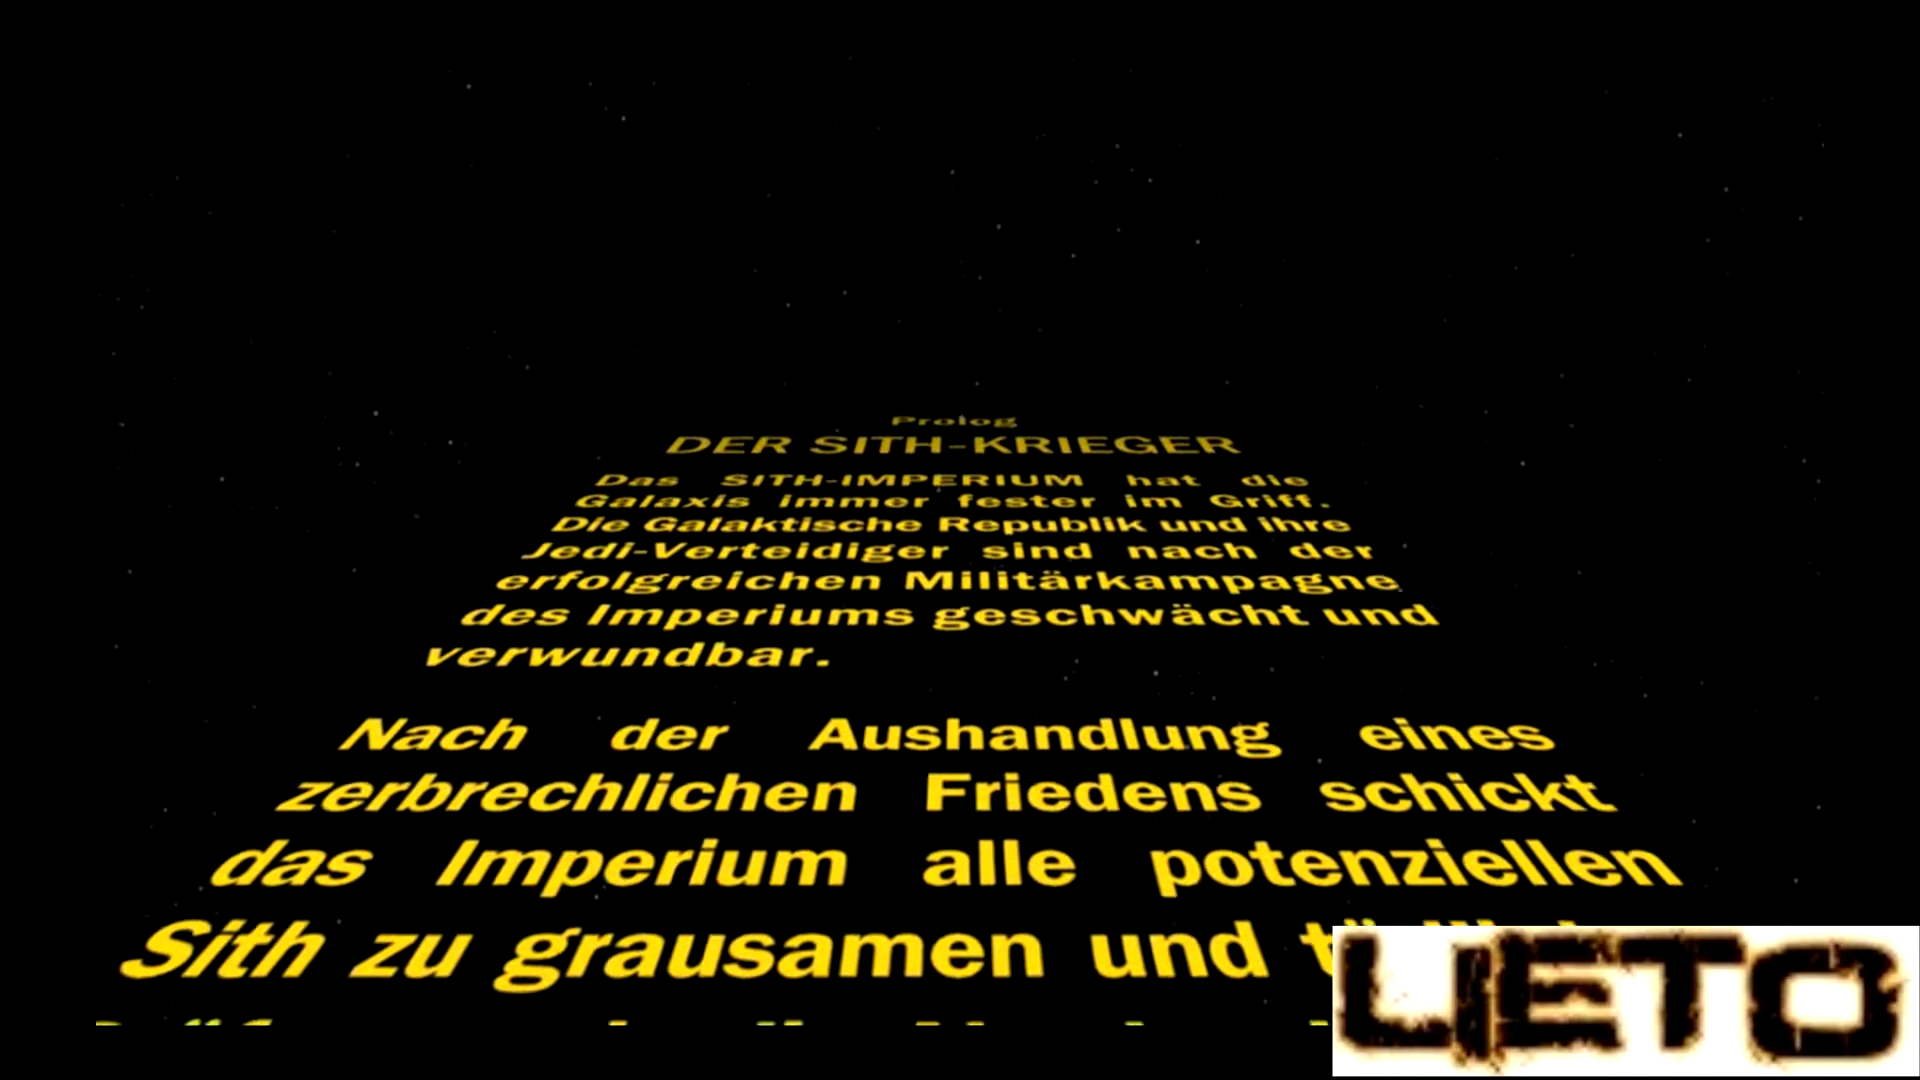 Prolog
DER SITH-KRIEGER
Das SITH-IMPERIUM hat die
Galaxis immer fester im Griff.
Die Galaktische Republik und ihre
Jedi-Verteidiger sind nach der
erfolgreichen Militärkampagne
des Imperiums geschwächt und
verwundbar.
Nach der Aushandlung eines
zerbrechlichen Friedens schickt
das Imperium alle potenziellen
Sith zu grausamen und
LIETO